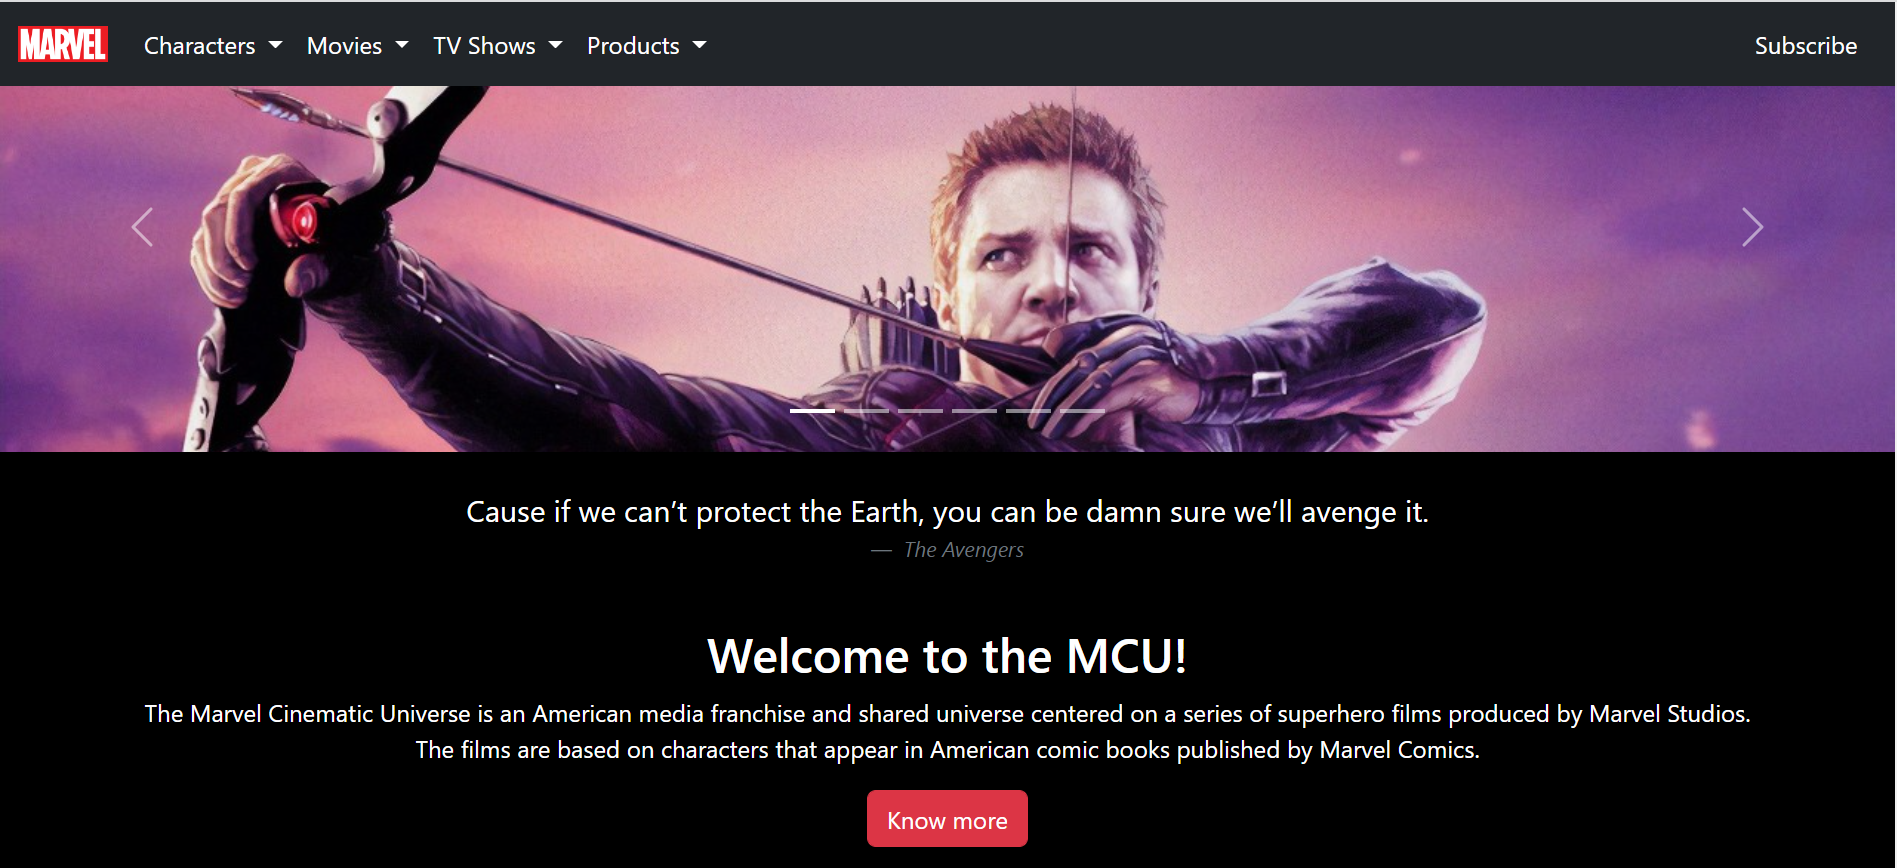 MARVEL Characters Movies TV Shows Products Subscribe
Cause if we can’t protect the Earth, you can be damn sure we’ll avenge it.
— The Avengers
Welcome to the MCU!
The Marvel Cinematic Universe is an American media franchise and shared universe centered on a series of superhero films produced by Marvel Studios.
The films are based on characters that appear in American comic books published by Marvel Comics.
Know more